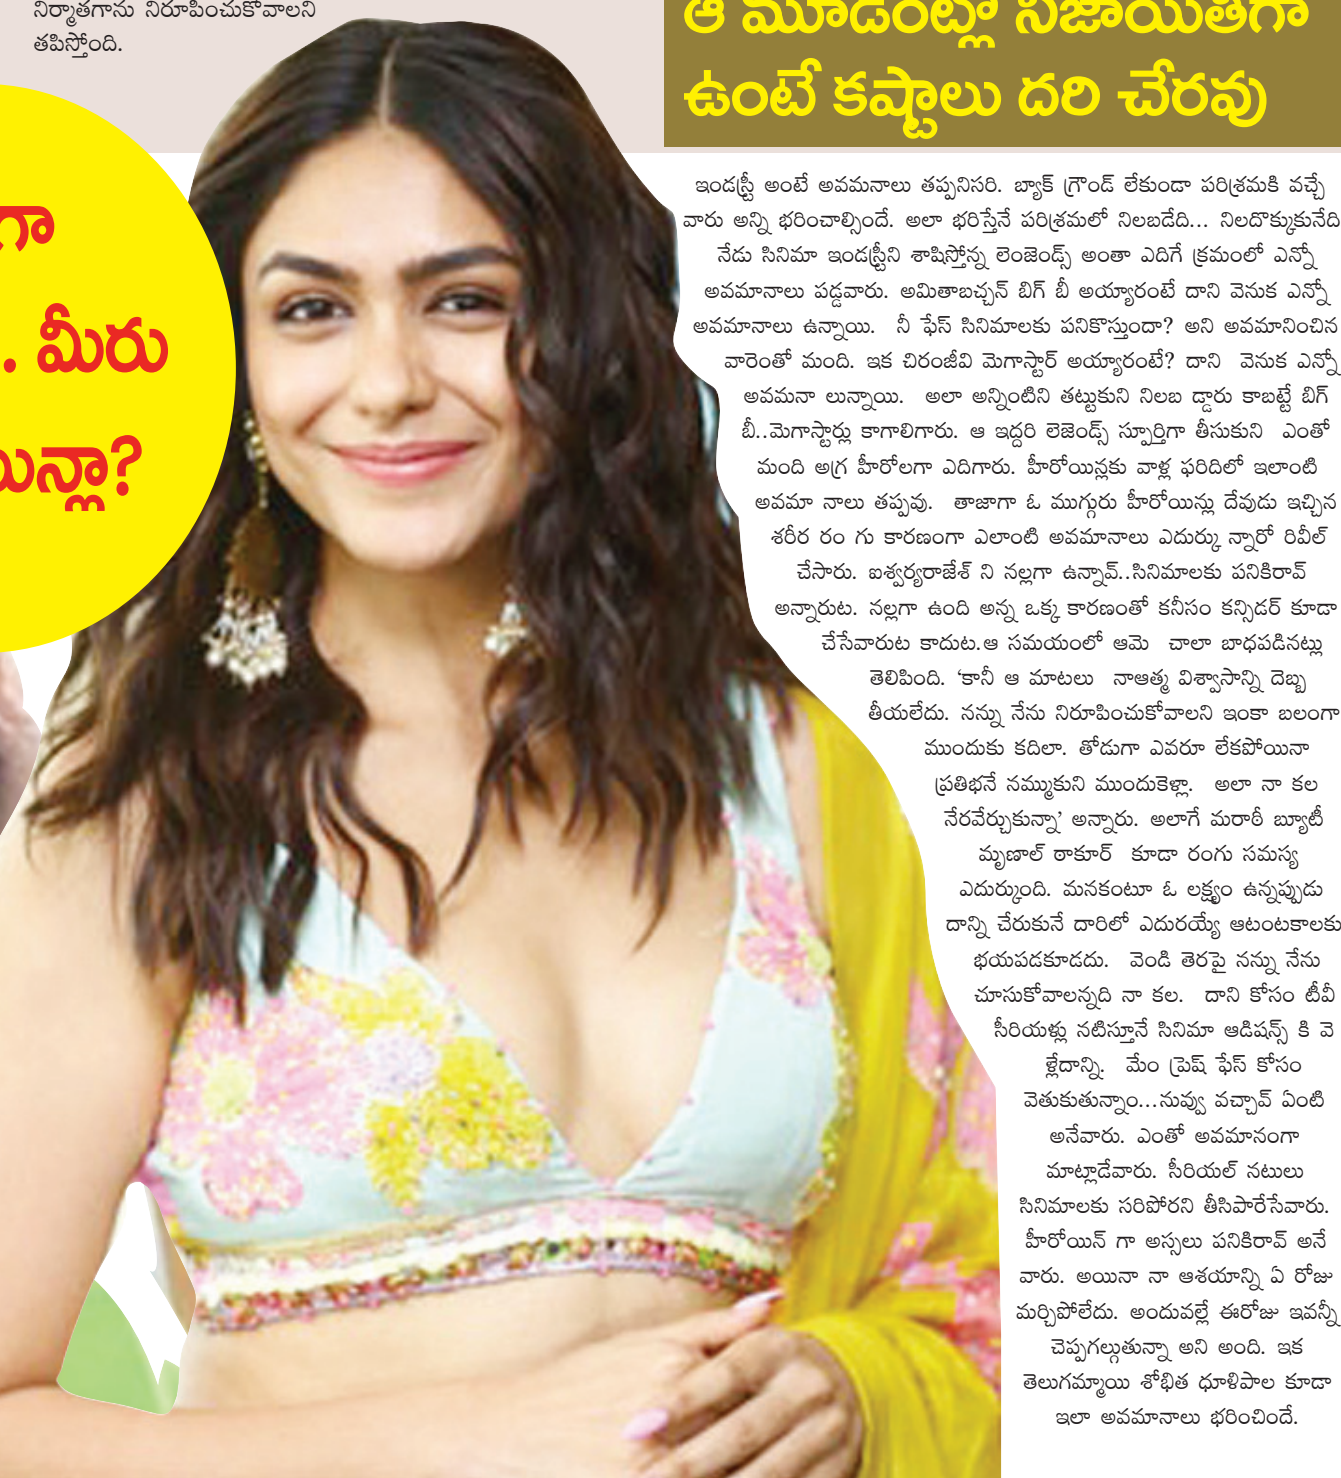 నిర్మాతగాను నిరూపించుకోవాలని
తపిస్తోంది.
గా
.. మీరు
యిన్లా?
ఆ మూడింట్లో నిజాయితీగా
ఉంటే కష్టాలు దరి చేరవు
ఇండస్ట్రీ అంటే అవమనాలు తప్పనిసరి. బ్యాక్ గ్రౌండ్ లేకుండా పరిశ్రమకి వచ్చే
వారు అన్ని భరించాల్సిందే. అలా భరిస్తేనే పరిశ్రమలో నిలబడేది... నిలదొక్కుకునేది
నేడు సినిమా ఇండస్ట్రీని శాషిస్తోన్న లెంజెండ్స్ అంతా ఎదిగే క్రమంలో ఎన్నో
అవమానాలు పడ్డవారు. అమితాబచ్చన్ బిగ్ బీ అయ్యారంటే దాని వెనుక ఎన్నో
అవమానాలు ఉన్నాయి. నీ ఫేస్ సినిమాలకు పనికొస్తుందా? అని అవమానించిన
వారెంతో మంది. ఇక చిరంజీవి మెగాస్టార్ అయ్యారంటే? దాని వెనుక ఎన్నో
అవమనా లున్నాయి. అలా అన్నింటిని తట్టుకుని నిలబ డ్డారు కాబట్టే బిగ్
బీ..మెగాస్టార్లు కాగాలిగారు. ఆ ఇద్దరి లెజెండ్స్ స్పూర్తిగా తీసుకుని ఎంతో
మంది అగ్ర హీరోలగా ఎదిగారు. హీరోయిన్లకు వాళ్ల ఫరిదిలో ఇలాంటి
అవమా నాలు తప్పవు. తాజాగా ఓ ముగ్గురు హీరోయిన్లు దేవుడు ఇచ్చిన
శరీర రం గు కారణంగా ఎలాంటి అవమానాలు ఎదుర్కు న్నారో రివీల్
చేసారు. ఐశ్వర్యరాజేశ్ ని నల్లగా ఉన్నావ్..సినిమాలకు పనికిరావ్
అన్నారుట. నల్లగా ఉంది అన్న ఒక్క కారణంతో కనీసం కన్సిడర్ కూడా
చేసేవారుట కాదుట.ఆ సమయంలో ఆమె చాలా బాధపడినట్లు
తెలిపింది. ‘కానీ ఆ మాటలు నాఆత్మ విశ్వాసాన్ని దెబ్బ
తీయలేదు. నన్ను నేను నిరూపించుకోవాలని ఇంకా బలంగా
ముందుకు కదిలా. తోడుగా ఎవరూ లేకపోయినా
ప్రతిభనే నమ్ముకుని ముందుకెళ్లా. అలా నా కల
నేరవేర్చుకున్నా’ అన్నారు. అలాగే మరాఠీ బ్యూటీ
మృణాల్ ఠాకూర్ కూడా రంగు సమస్య
ఎదుర్కుంది. మనకంటూ ఓ లక్ష్యం ఉన్నప్పుడు
దాన్ని చేరుకునే దారిలో ఎదురయ్యే ఆటంటకాలకు
భయపడకూడదు. వెండి తెరపై నన్ను నేను
చూసుకోవాలన్నది నా కల. దాని కోసం టీవీ
సీరియళ్లు నటిస్తూనే సినిమా ఆడిషన్స్ కి వె
ళ్లేదాన్ని. మేం ఫ్రెష్ ఫేస్ కోసం
వెతుకుతున్నాం...నువ్వు వచ్చావ్ ఏంటి
అనేవారు. ఎంతో అవమానంగా
మాట్లాడేవారు. సీరియల్ నటులు
సినిమాలకు సరిపోరని తీసిపారేసేవారు.
హీరోయిన్ గా అస్సలు పనికిరావ్ అనే
వారు. అయినా నా ఆశయాన్ని ఏ రోజు
మర్చిపోలేదు. అందువల్లే ఈరోజు ఇవన్నీ
చెప్పగల్గుతున్నా అని అంది. ఇక
తెలుగమ్మాయి శోభిత ధూళిపాల కూడా
ఇలా అవమానాలు భరించిందే.